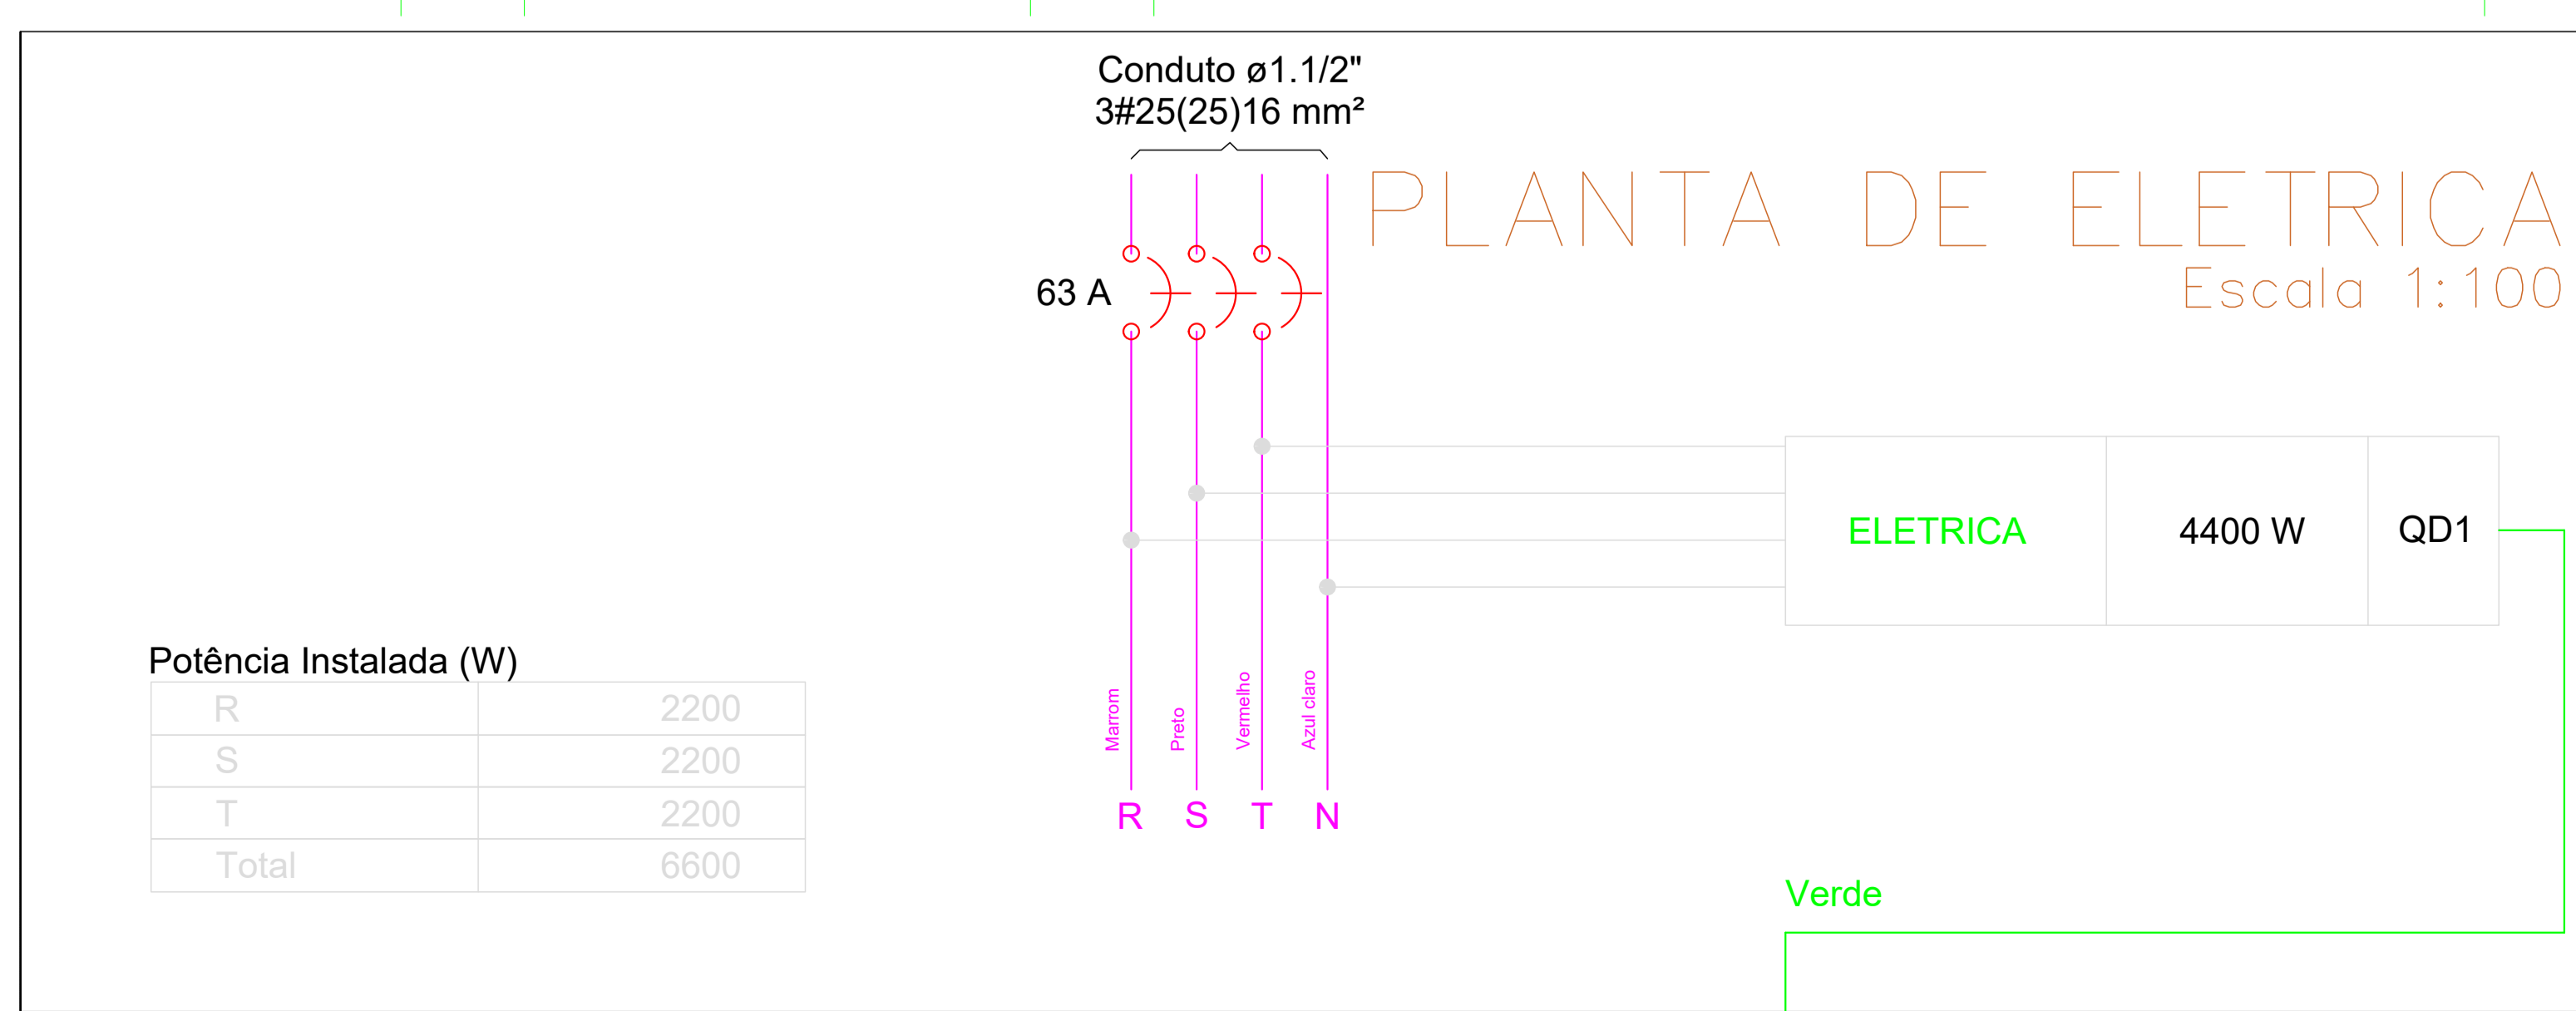 Conduto ø1.1/2"
3#25(25)16 mm²
PLANTA DE ELETRICA
Escala 1:100
63 A
ELETRICA 4400 W QD1
Potência Instalada (W)
R 2200
S 2200
T 2200
Total 6600
Marrom
Preto
Vermelho
Azul claro
R S T N
Verde